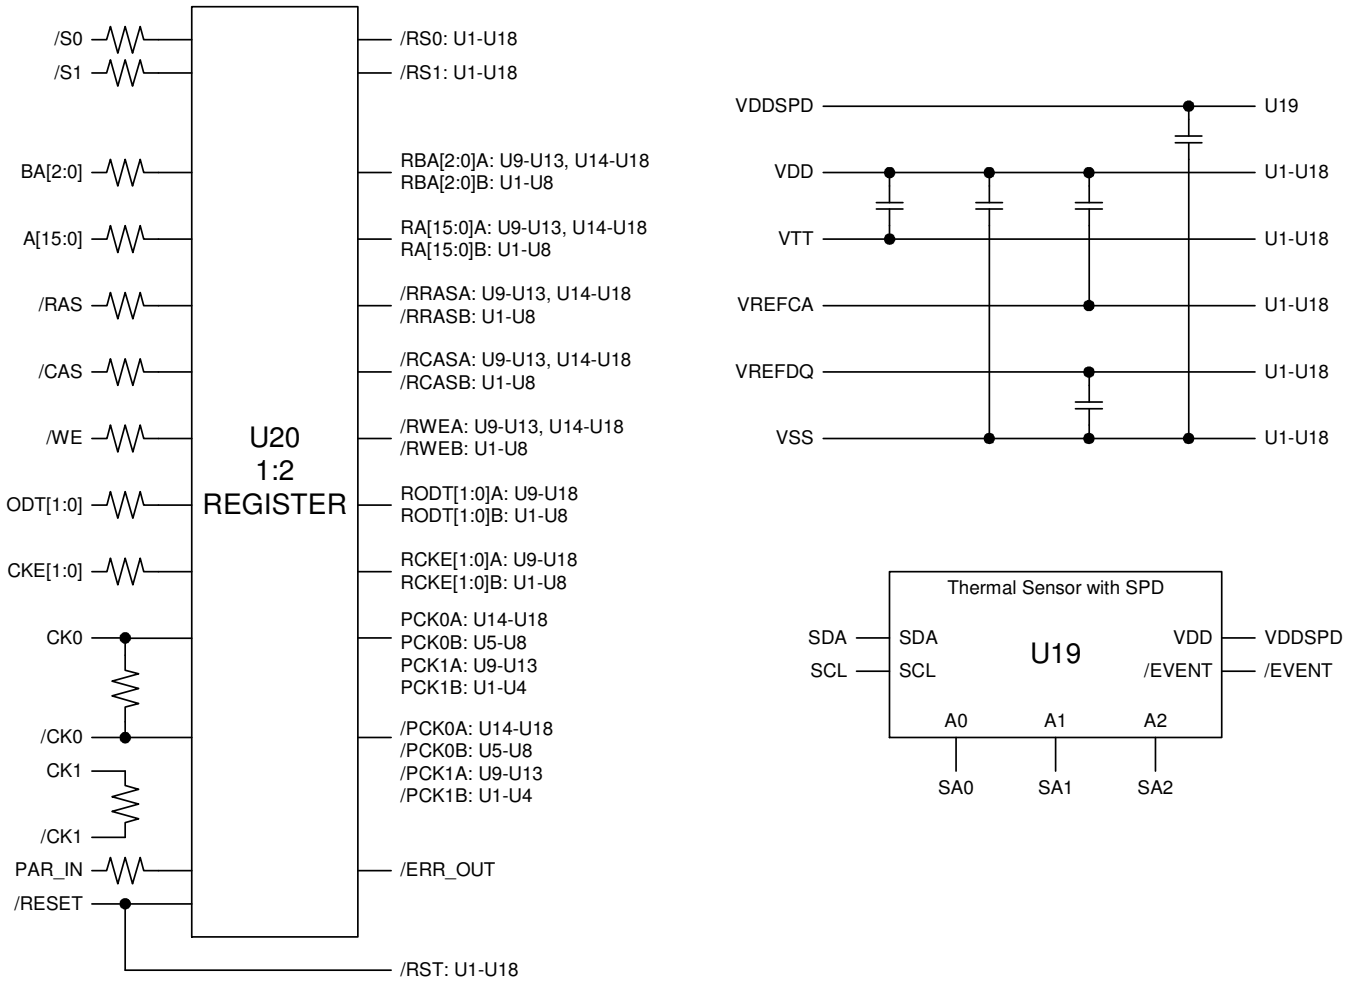 /S0
/S1
BA[2:0]
A[15:0]
/RAS
/CAS
/WE
ODT[1:0]
CKE[1:0]
CK0
/CK0
CK1
/CK1
PAR_IN
/RESET
U20
1:2
REGISTER
/RS0: U1-U18
/RS1: U1-U18
RBA[2:0]A: U9-U13, U14-U18
RBA[2:0]B: U1-U8
RA[15:0]A: U9-U13, U14-U18
RA[15:0]B: U1-U8
/RRASA: U9-U13, U14-U18
/RRASB: U1-U8
/RCASA: U9-U13, U14-U18
/RCASB: U1-U8
/RWEA: U9-U13, U14-U18
/RWEB: U1-U8
RODT[1:0]A: U9-U18
RODT[1:0]B: U1-U8
RCKE[1:0]A: U9-U18
RCKE[1:0]B: U1-U8
PCK0A: U14-U18
PCK0B: U5-U8
PCK1A: U9-U13
PCK1B: U1-U4
/PCK0A: U14-U18
/PCK0B: U5-U8
/PCK1A: U9-U13
/PCK1B: U1-U4
/ERR_OUT
/RST: U1-U18
VDDSPD U19
VDD U1-U18
VTT U1-U18
VREFCA U1-U18
VREFDQ U1-U18
VSS U1-U18
Thermal Sensor with SPD
SDA SDA U19 VDD VDDSPD
SCL SCL /EVENT /EVENT
A0 A1 A2
SA0 SA1 SA2